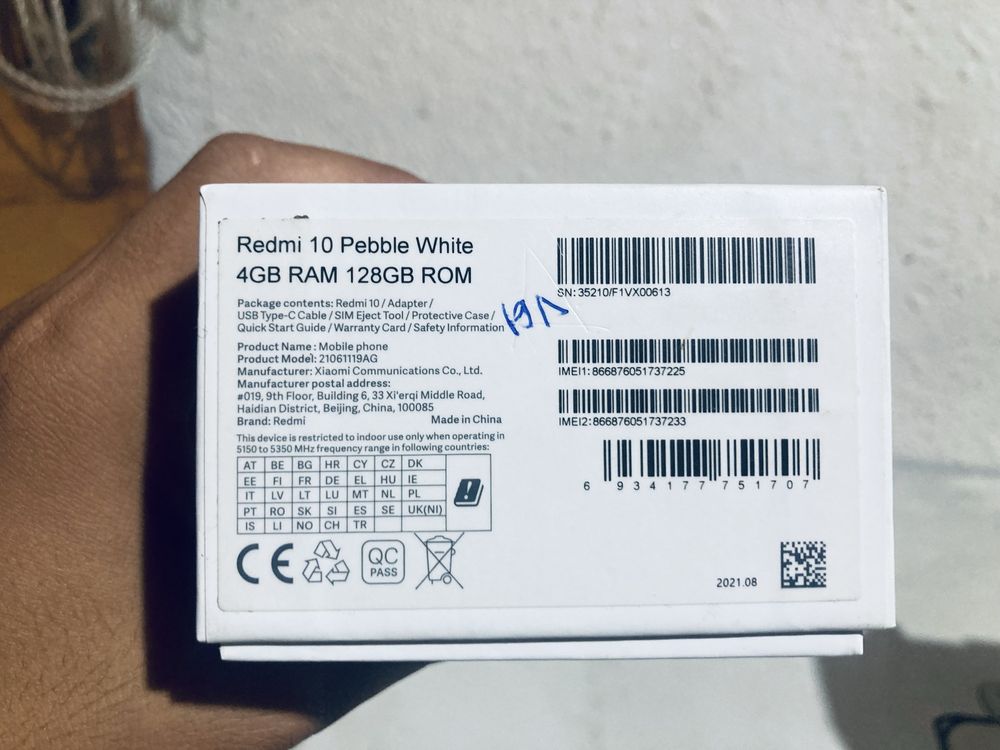 Redmi 10 Pebble White
4GB RAM 128GB ROM
Package contents: Redmi 10 / Adapter /
USB Type-C Cable / SIM Eject Tool / Protective Case /
Quick Start Guide / Warranty Card / Safety Information
Product Name: Mobile phone
Product Model: 21061119AG
Manufacturer: Xiaomi Communications Co., Ltd.
Manufacturer postal address:
#019, 9th Floor, Building 6, 33 Xi'erqi Middle Road,
Haidian District, Beijing, China, 100085
Brand: Redmi Made in China
This device is restricted to indoor use only when operating in
5150 to 5350 MHz frequency range in following countries:
AT BE BG HR CY CZ DK
EE FI FR DE EL HU IE
IT LV LT LU MT NL PL
PT RO SK SI ES SE UK(NI)
IS LI NO CH TR
CE
QC
PASS
SN: 35210/F1VX00613
IMEI1: 866876051737225
IMEI2: 866876051737233
6 934177 751707
2021.08